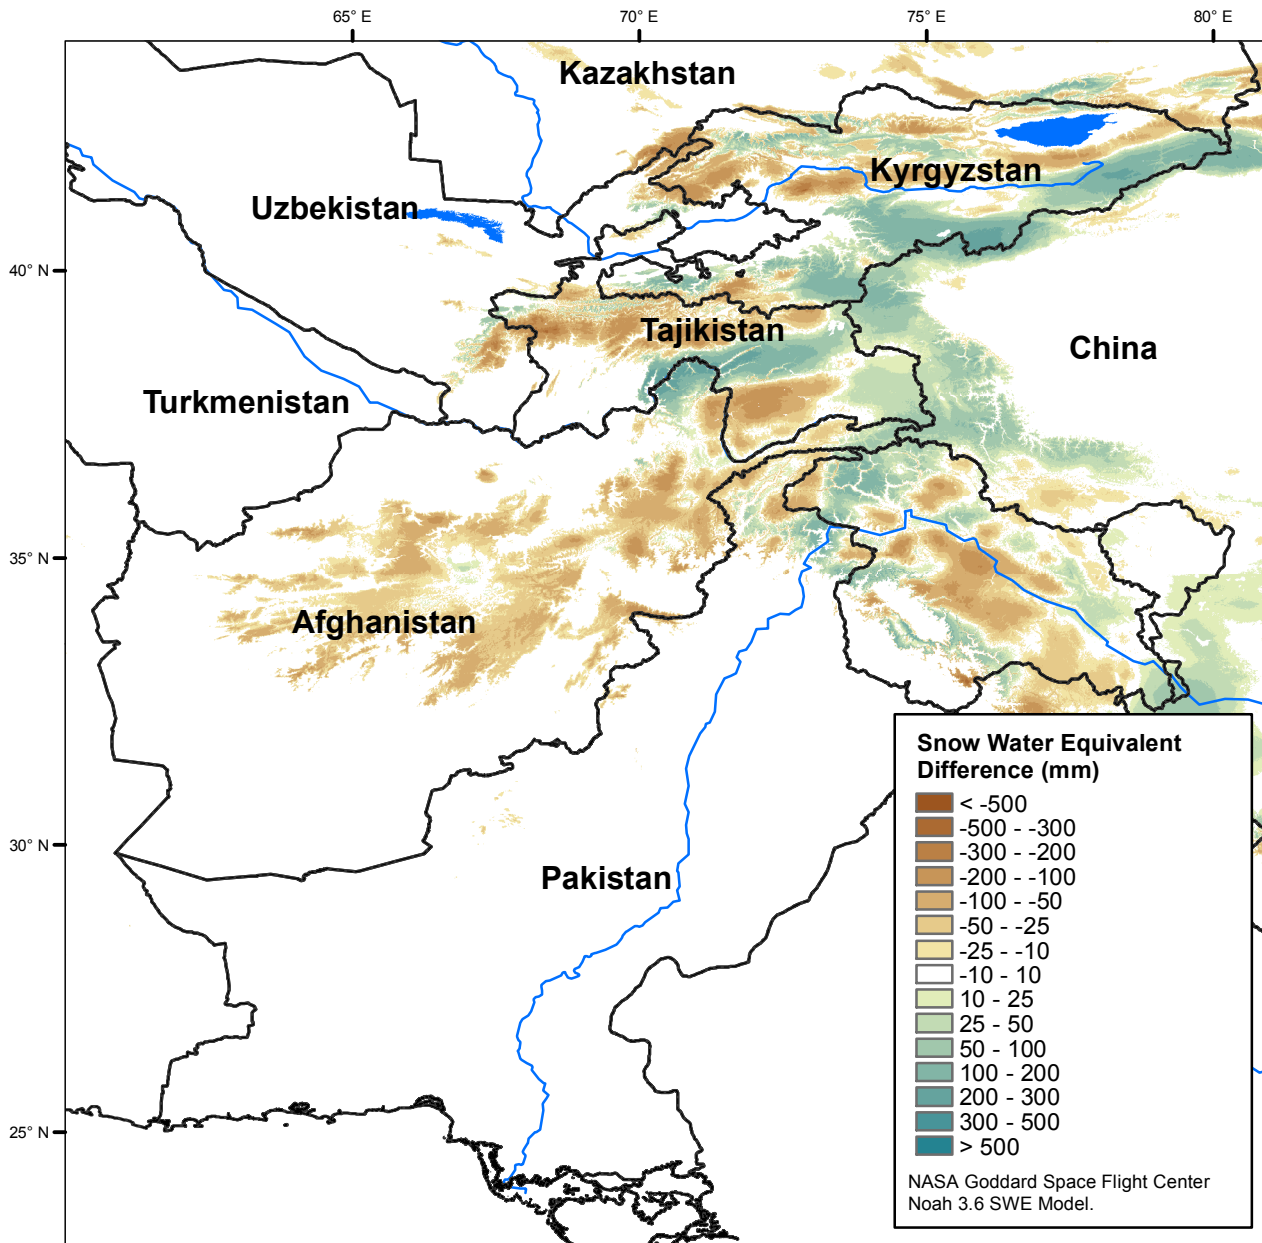 65° E
70° E
75° E
80° E
Kazakhstan
Kyrgyzstan
Uzbekistan
40° N
Tajikistan
China
Turkmenistan
35° N
Afghanistan
30° N
Pakistan
25° N
Snow Water Equivalent
Difference (mm)
< -500
-500 - -300
-300 - -200
-200 - -100
-100 - -50
-50 - -25
-25 - -10
-10 - 10
10 - 25
25 - 50
50 - 100
100 - 200
200 - 300
300 - 500
> 500
NASA Goddard Space Flight Center
Noah 3.6 SWE Model.